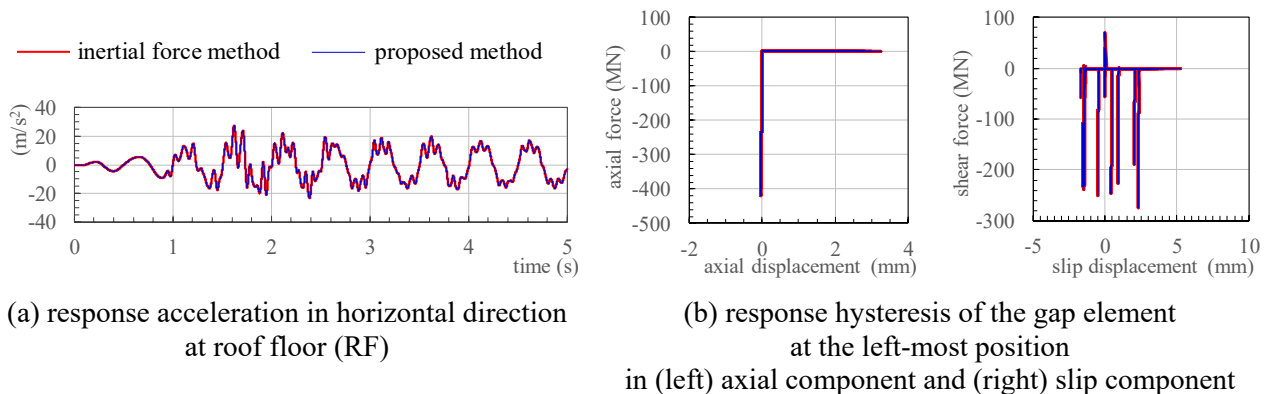 inertial force method
proposed method
(m/s²)
40
20
0
-20
-40
0
1
2
3
4
5
time (s)
(a) response acceleration in horizontal direction
at roof floor (RF)
axial force (MN)
100
0
-100
-200
-300
-400
-500
-2
0
2
4
axial displacement (mm)
shear force (MN)
100
0
-100
-200
-300
-5
0
5
10
slip displacement (mm)
(b) response hysteresis of the gap element
at the left-most position
in (left) axial component and (right) slip component